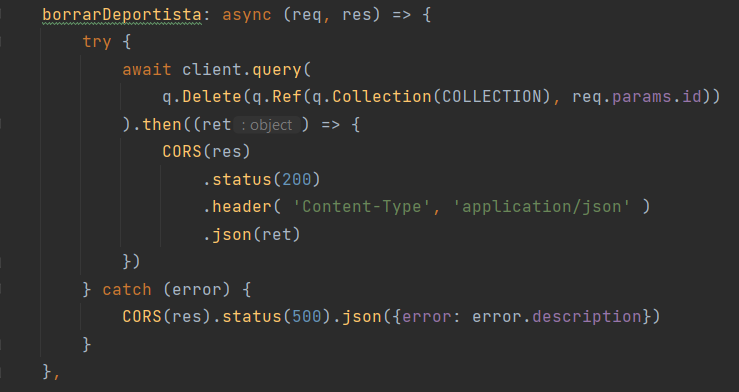 borrarDeportista: async (req, res) => {
    try {
        await client.query(
            q.Delete(q.Ref(q.Collection(COLLECTION), req.params.id))
        ).then((ret : object ) => {
            CORS(res)
                .status(200)
                .header( 'Content-Type', 'application/json' )
                .json(ret)
        })
    } catch (error) {
        CORS(res).status(500).json({error: error.description})
    }
},